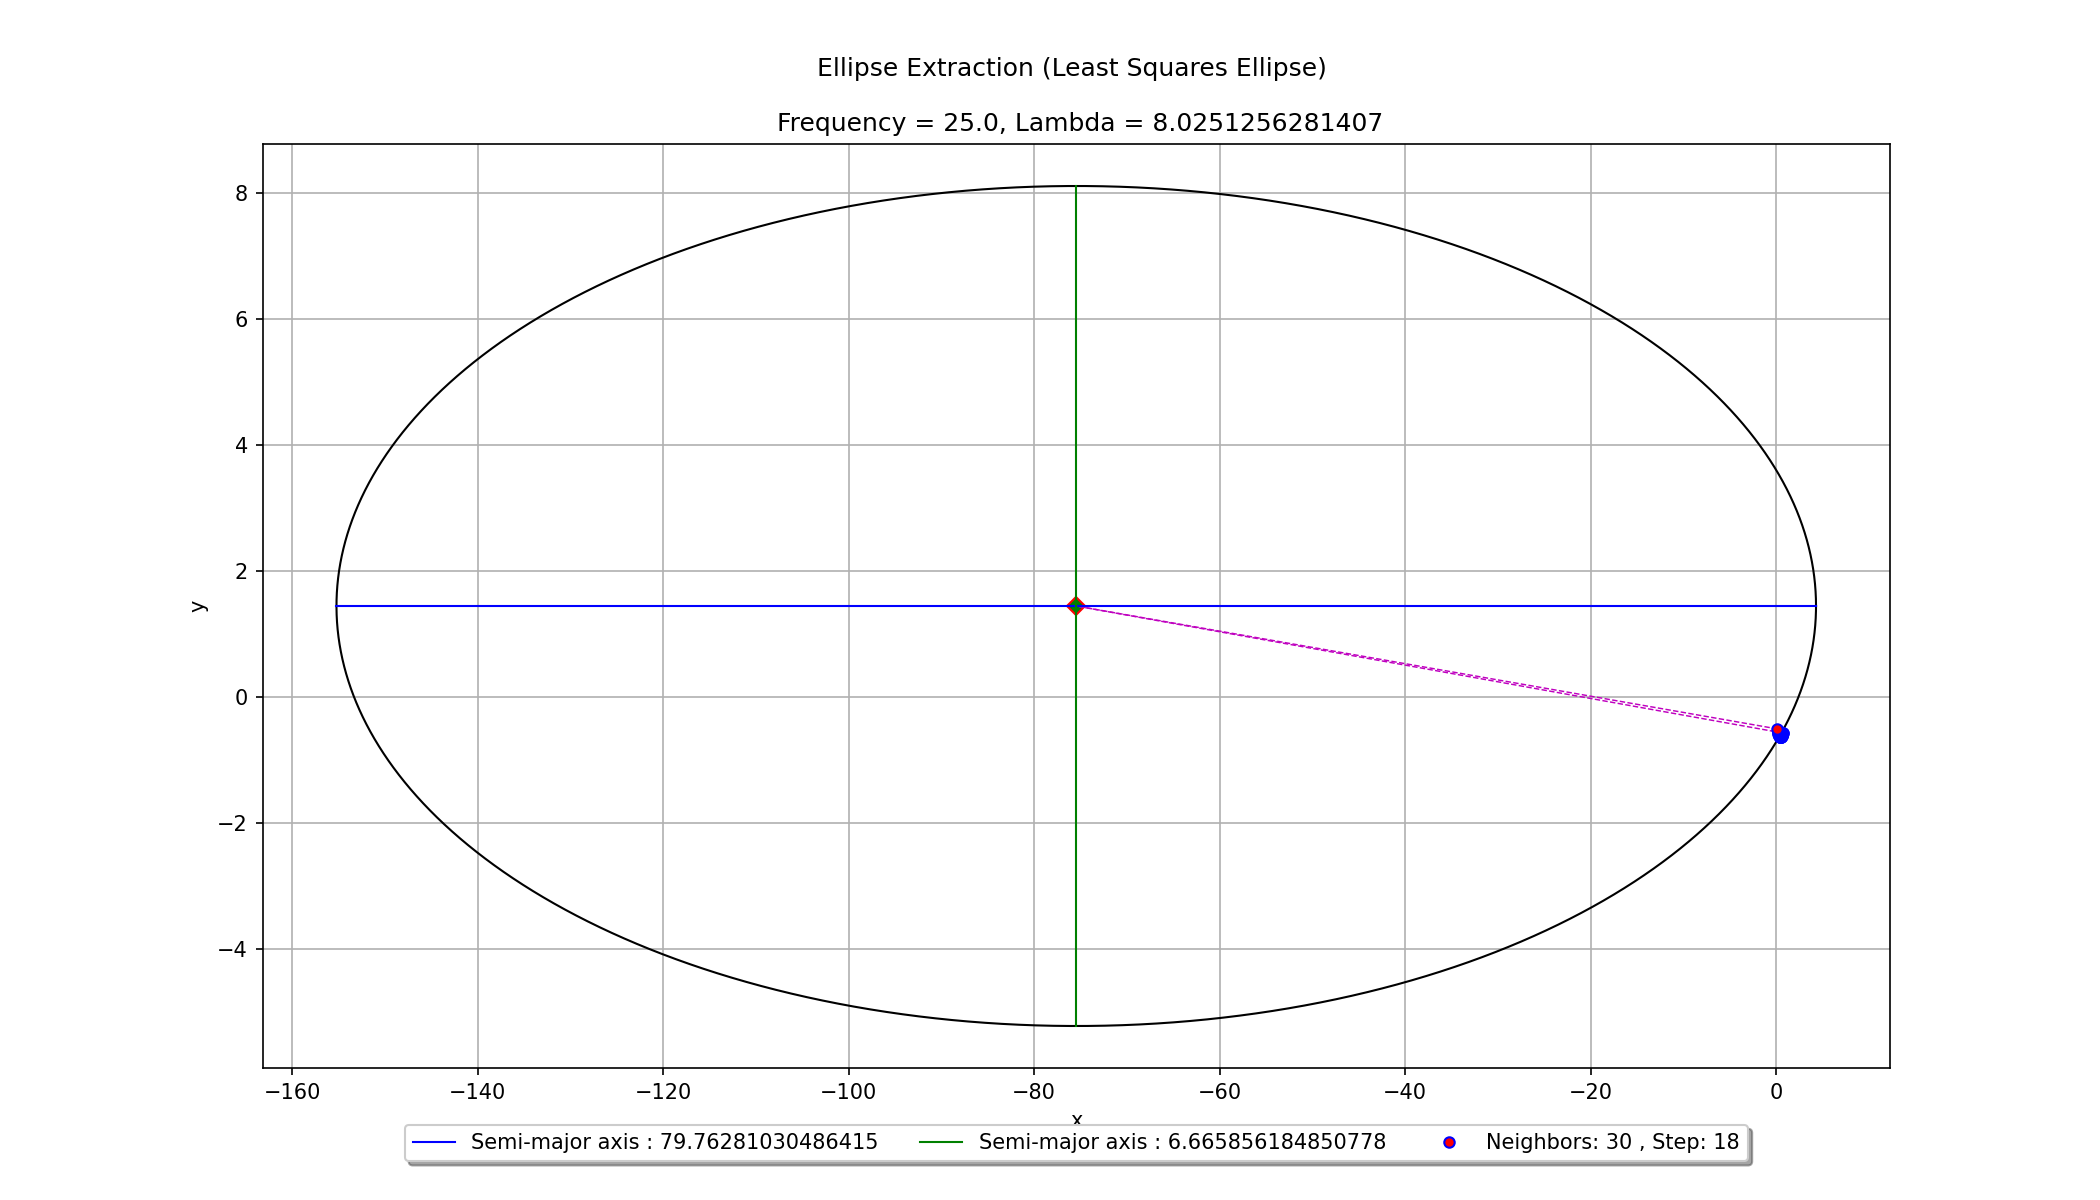 Ellipse Extraction (Least Squares Ellipse)
Frequency = 25.0, Lambda = 8.0251256281407
8
6
4
2
0
−2
−4
y
−160 −140 −120 −100 −80 −60 −40 −20 0
x
Semi-major axis : 79.76281030486415 Semi-major axis : 6.665856184850778 Neighbors: 30 , Step: 18